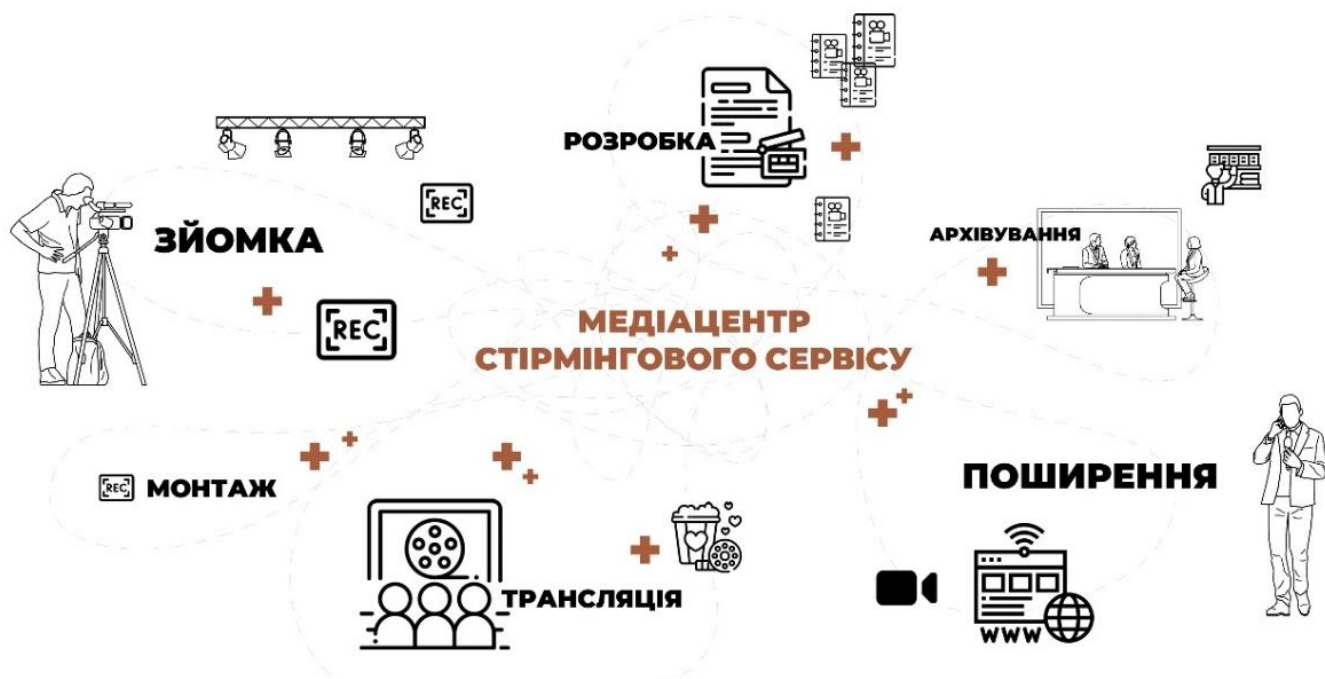 РОЗРОБКА
REC
ЗЙОМКА
АРХІВУВАННЯ
REC
МЕДІАЦЕНТР
СТІРМІНГОВОГО СЕРВІСУ
REC МОНТАЖ
ПОШИРЕННЯ
ТРАНСЛЯЦІЯ
WWW